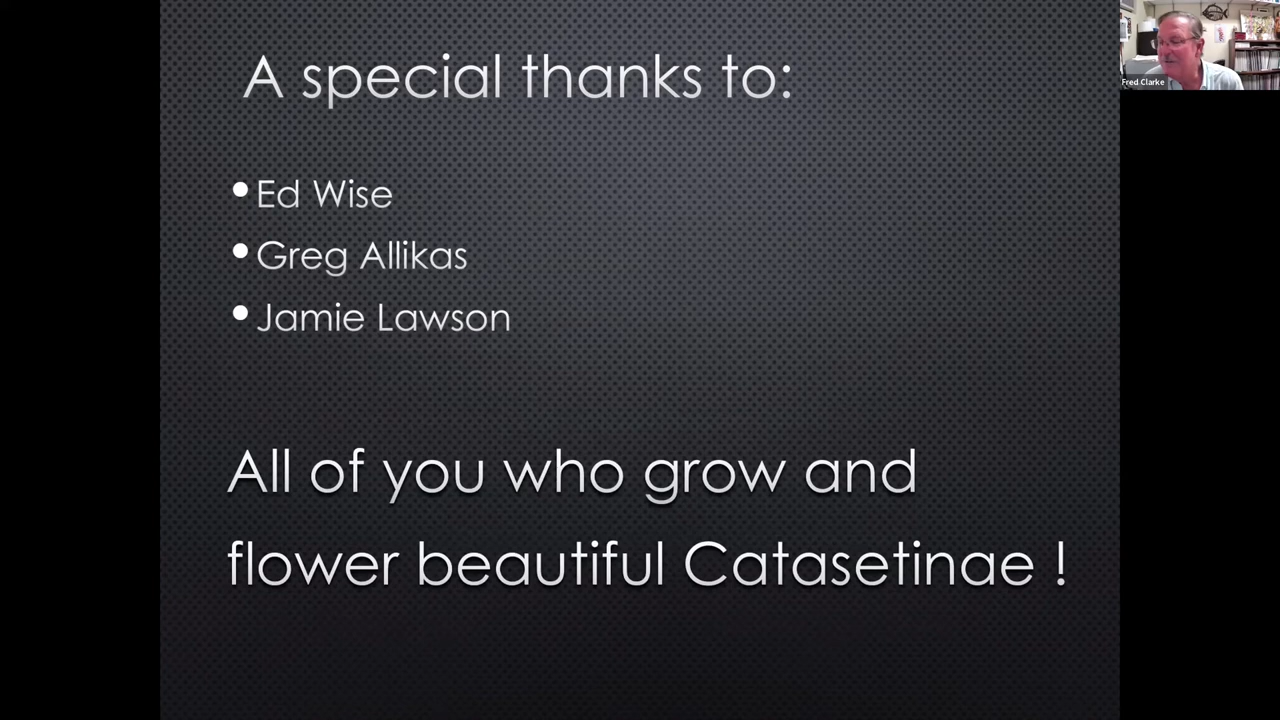 A special thanks to:
Fred Clarke
• Ed Wise
• Greg Allikas
• Jamie Lawson
All of you who grow and
flower beautiful Catasetinae !